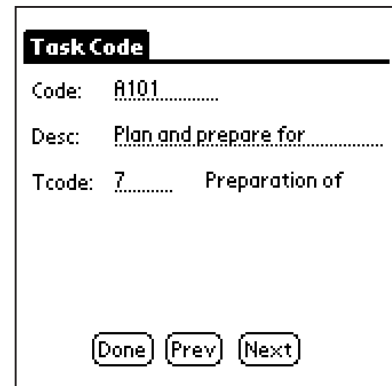 Task Code
Code: A101
Desc: Plan and prepare for
Tcode: 7 Preparation of
Done Prev Next